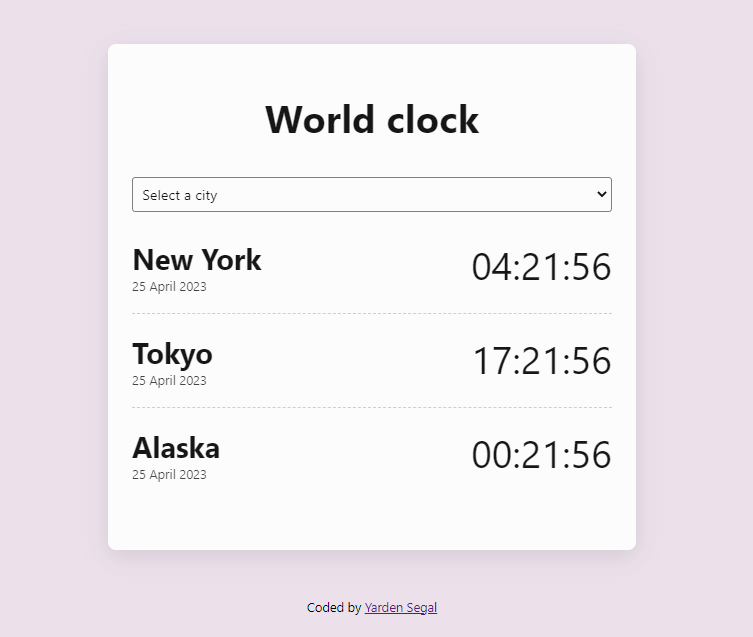 World clock
Select a city
New York 04:21:56
25 April 2023
Tokyo 17:21:56
25 April 2023
Alaska 00:21:56
25 April 2023
Coded by Yarden Segal